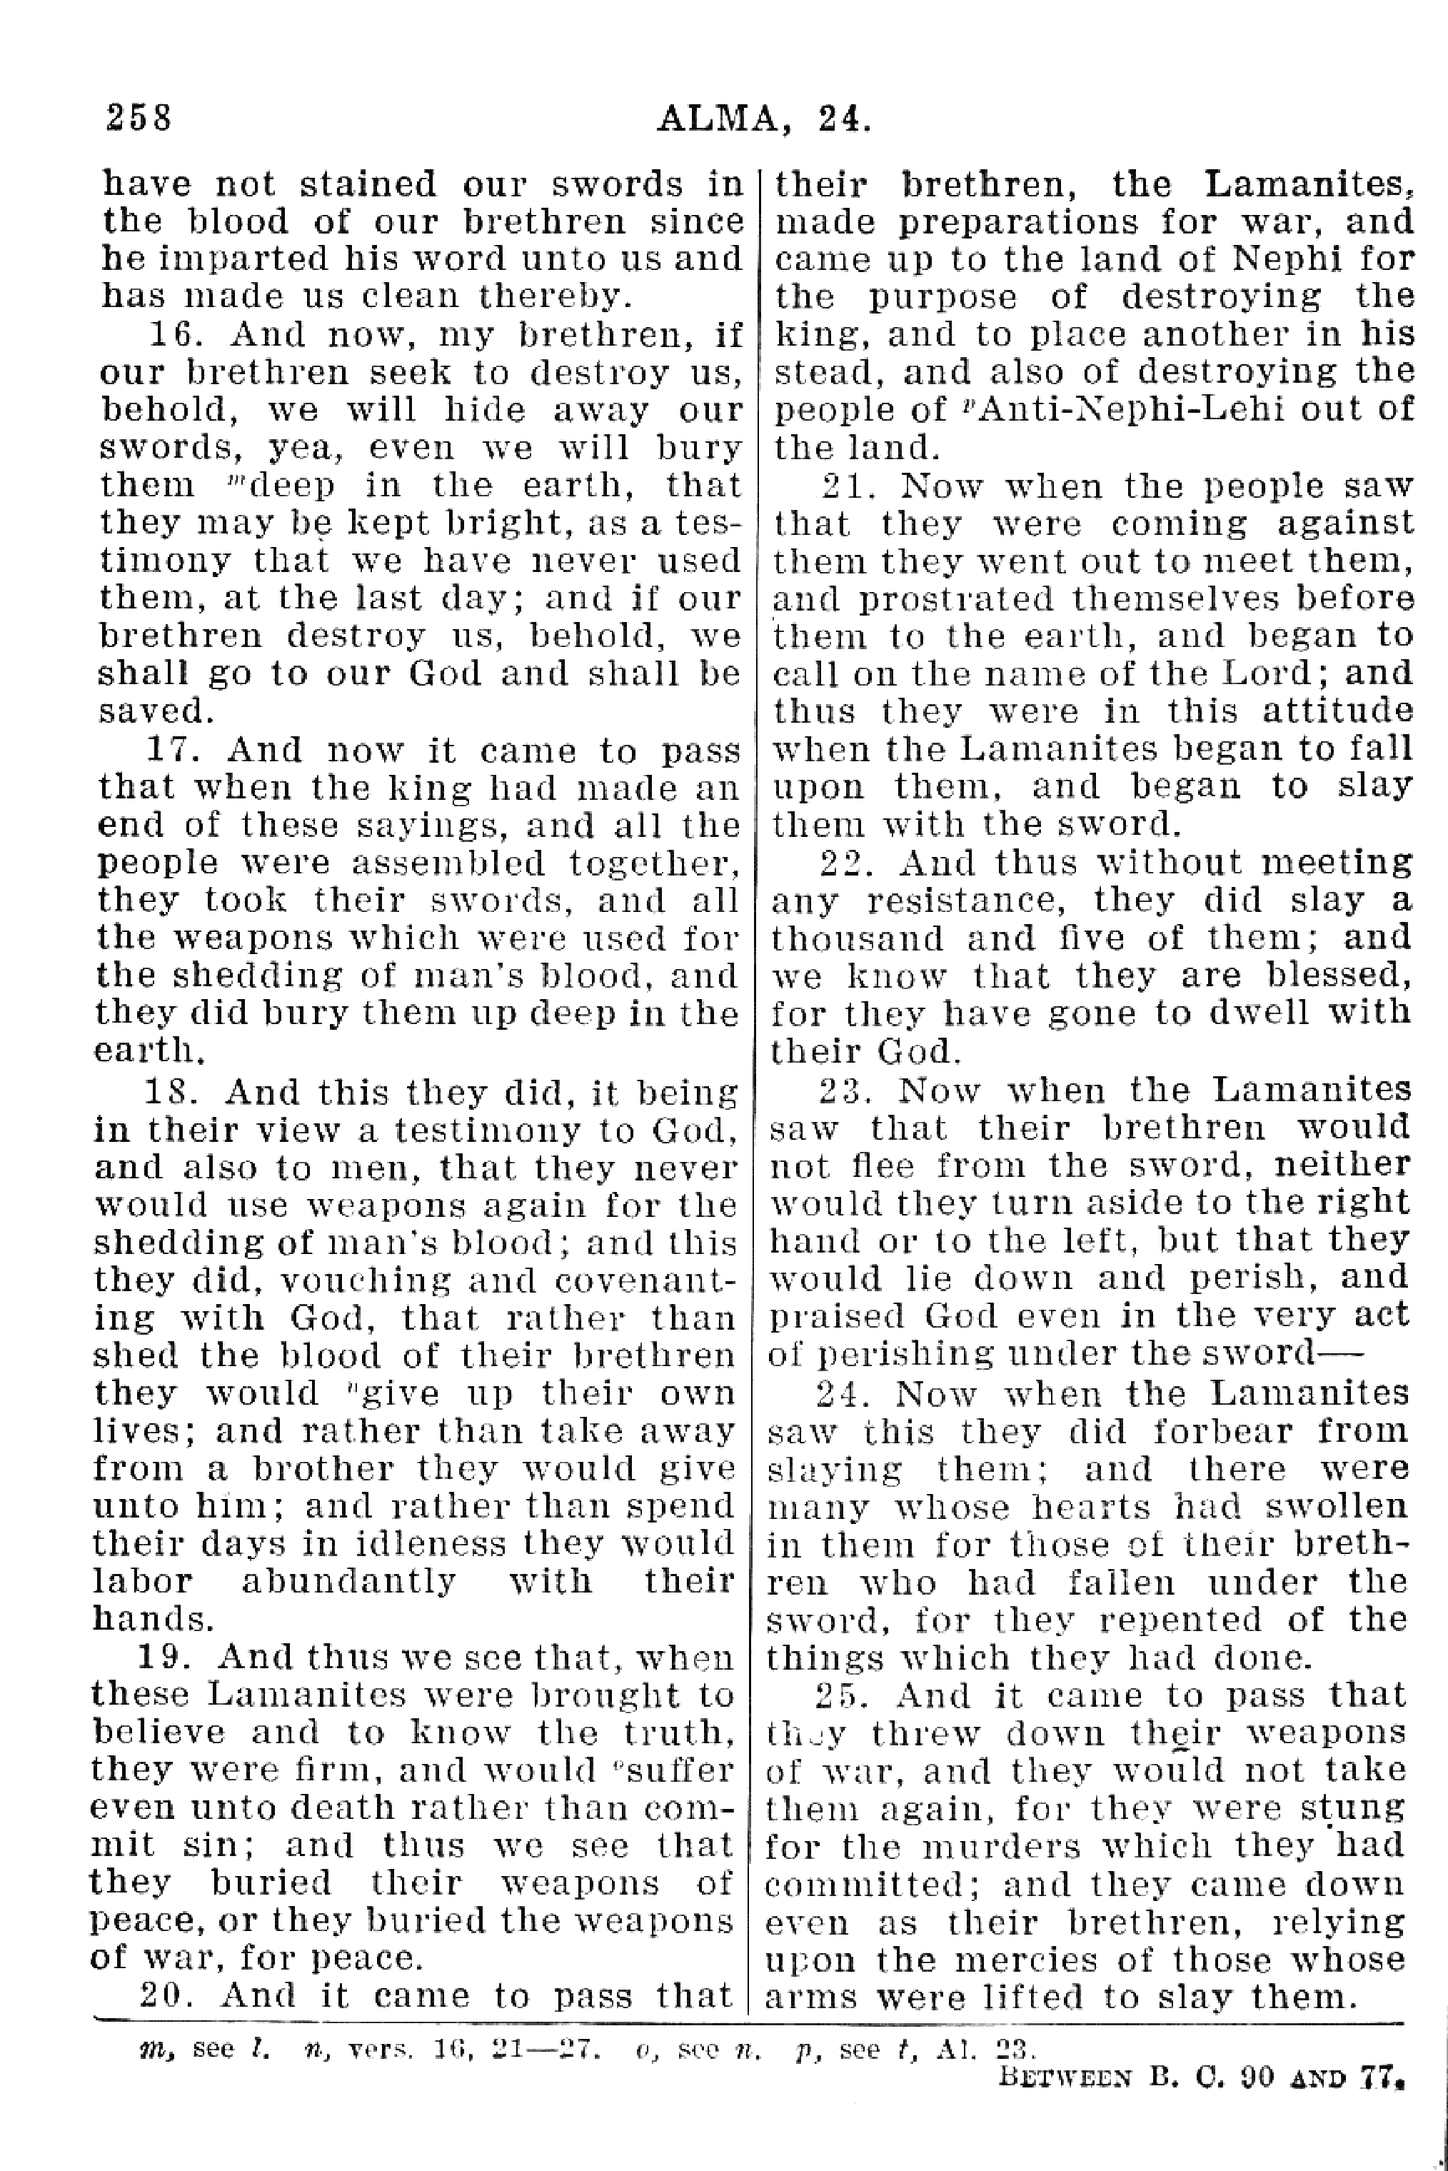 258
ALMA, 24.
have not stained our swords in
the blood of our brethren since
he imparted his word unto us and
has made us clean thereby.
16. And now, my brethren, if
our brethren seek to destroy us,
behold, we will hide away our
swords, yea, even we will bury
them ᵐdeep in the earth, that
they may be kept bright, as a tes-
timony that we have never used
them, at the last day; and if our
brethren destroy us, behold, we
shall go to our God and shall be
saved.
17. And now it came to pass
that when the king had made an
end of these sayings, and all the
people were assembled together,
they took their swords, and all
the weapons which were used for
the shedding of man's blood, and
they did bury them up deep in the
earth.
18. And this they did, it being
in their view a testimony to God,
and also to men, that they never
would use weapons again for the
shedding of man's blood; and this
they did, vouching and covenant-
ing with God, that rather than
shed the blood of their brethren
they would ⁿgive up their own
lives; and rather than take away
from a brother they would give
unto him; and rather than spend
their days in idleness they would
labor abundantly with their
hands.
19. And thus we see that, when
these Lamanites were brought to
believe and to know the truth,
they were firm, and would ᵒsuffer
even unto death rather than com-
mit sin; and thus we see that
they buried their weapons of
peace, or they buried the weapons
of war, for peace.
20. And it came to pass that
their brethren, the Lamanites,
made preparations for war, and
came up to the land of Nephi for
the purpose of destroying the
king, and to place another in his
stead, and also of destroying the
people of ᵖAnti-Nephi-Lehi out of
the land.
21. Now when the people saw
that they were coming against
them they went out to meet them,
and prostrated themselves before
them to the earth, and began to
call on the name of the Lord; and
thus they were in this attitude
when the Lamanites began to fall
upon them, and began to slay
them with the sword.
22. And thus without meeting
any resistance, they did slay a
thousand and five of them; and
we know that they are blessed,
for they have gone to dwell with
their God.
23. Now when the Lamanites
saw that their brethren would
not flee from the sword, neither
would they turn aside to the right
hand or to the left, but that they
would lie down and perish, and
praised God even in the very act
of perishing under the sword—
24. Now when the Lamanites
saw this they did forbear from
slaying them; and there were
many whose hearts had swollen
in them for those of their breth-
ren who had fallen under the
sword, for they repented of the
things which they had done.
25. And it came to pass that
they threw down their weapons
of war, and they would not take
them again, for they were stung
for the murders which they had
committed; and they came down
even as their brethren, relying
upon the mercies of those whose
arms were lifted to slay them.
m, see l. n, vers. 16, 21—27. o, see n. p, see t, Al. 23.
BETWEEN B. C. 90 AND 77.